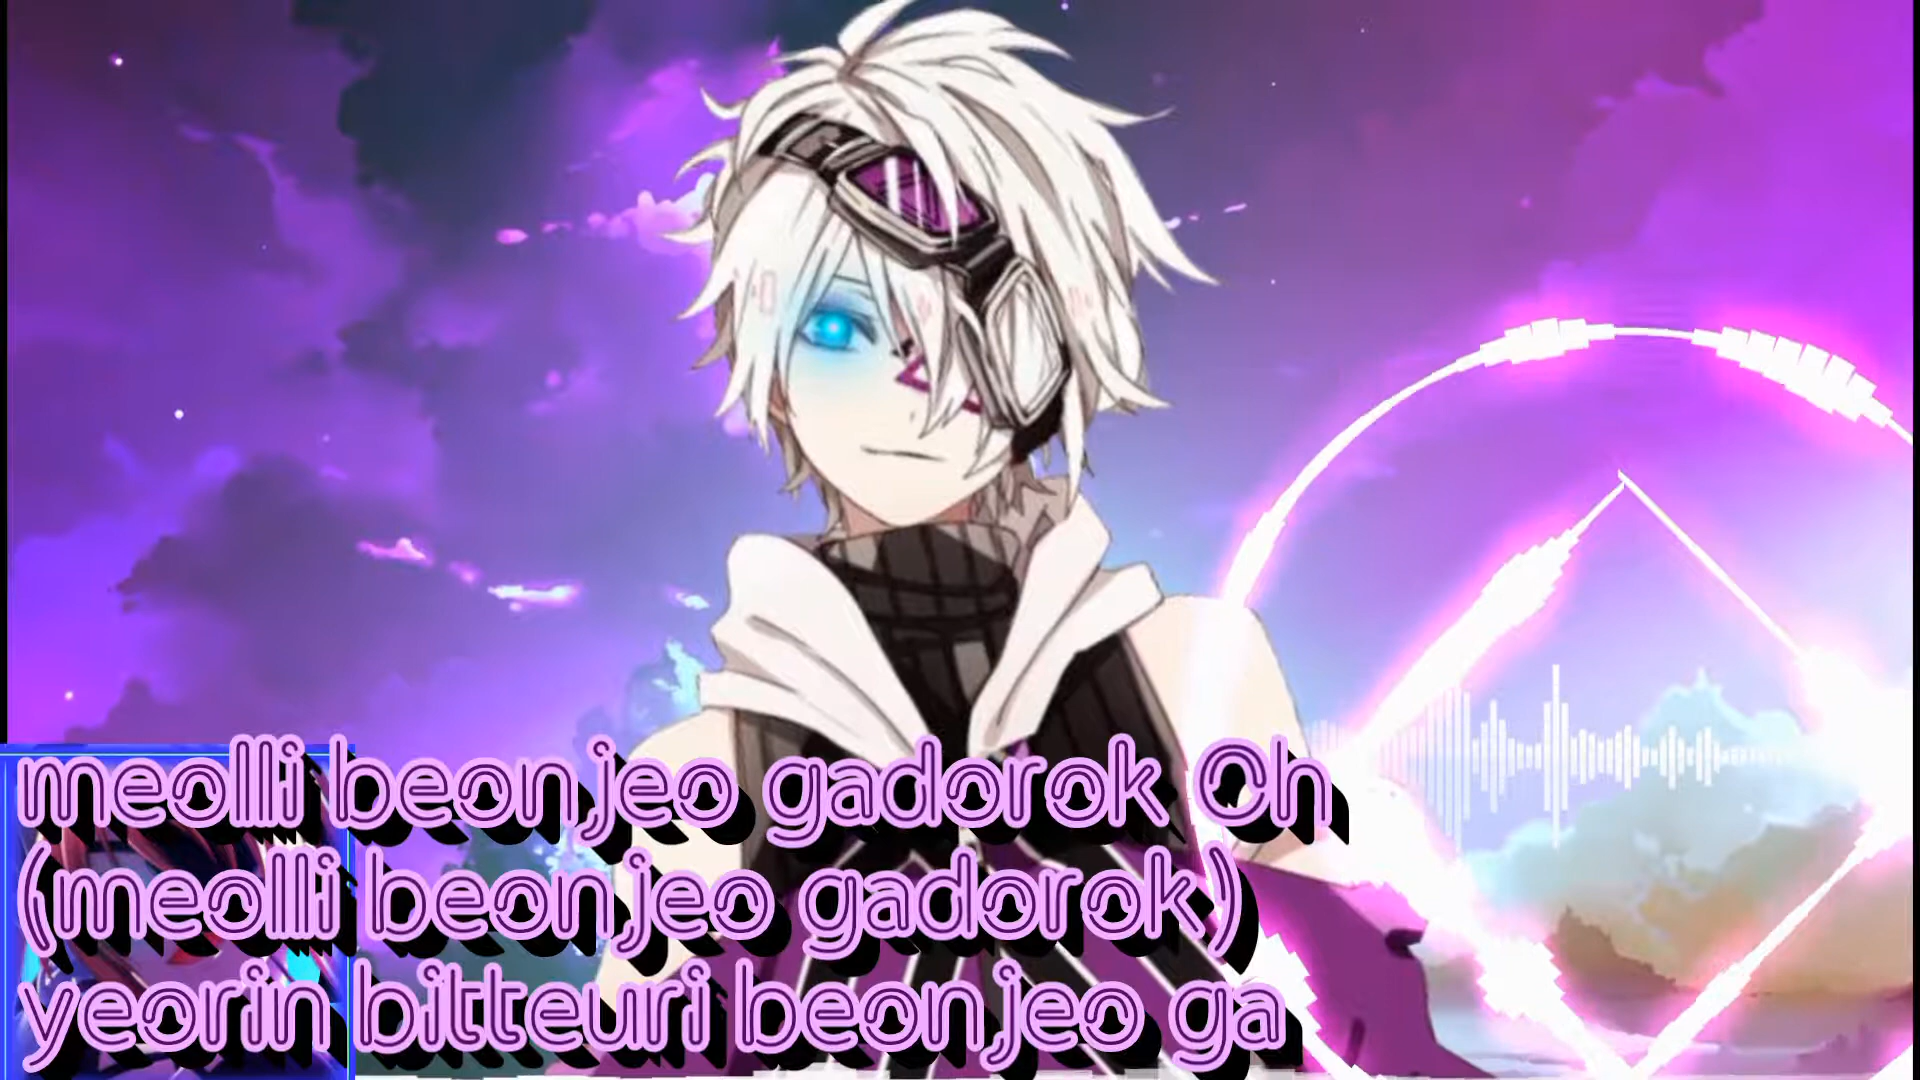 meolli beonjeo gadorok Oh
(meolli beonjeo gadorok)
yeorin bitteuri beonjeo ga